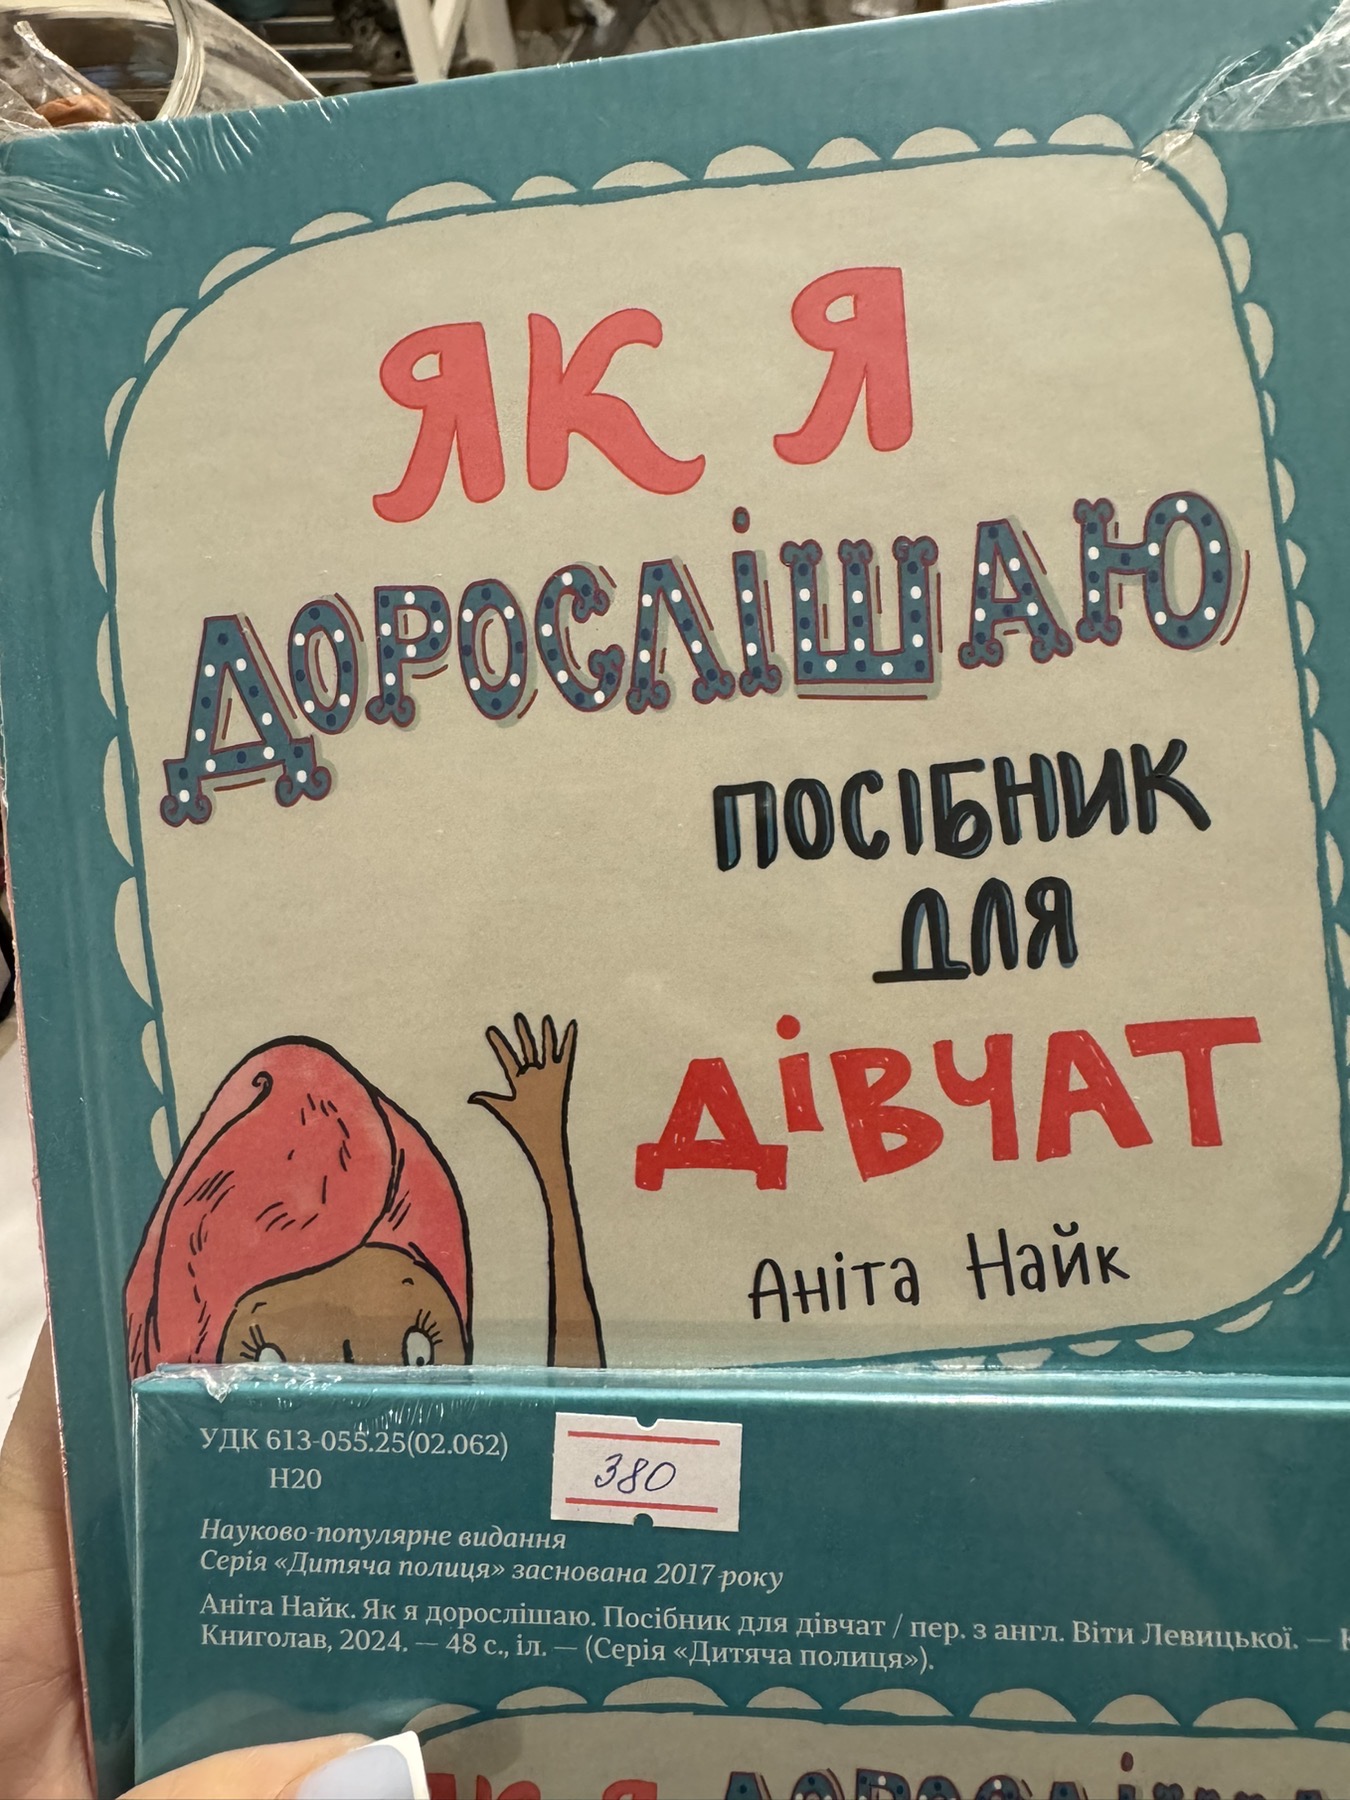 ЯК Я
ДОРОСЛІШАЮ
ПОСІБНИК
ДЛЯ
ДІВЧАТ
Аніта Найк
УДК 613-055.25(02.062)
Н20
380
Науково-популярне видання
Серія «Дитяча полиця» заснована 2017 року
Аніта Найк. Як я дорослішаю. Посібник для дівчат / пер. з англ. Віти Левицької. —
Книголав, 2024. — 48 с., іл. — (Серія «Дитяча полиця»).
ЯК Я ДОРОСЛІША